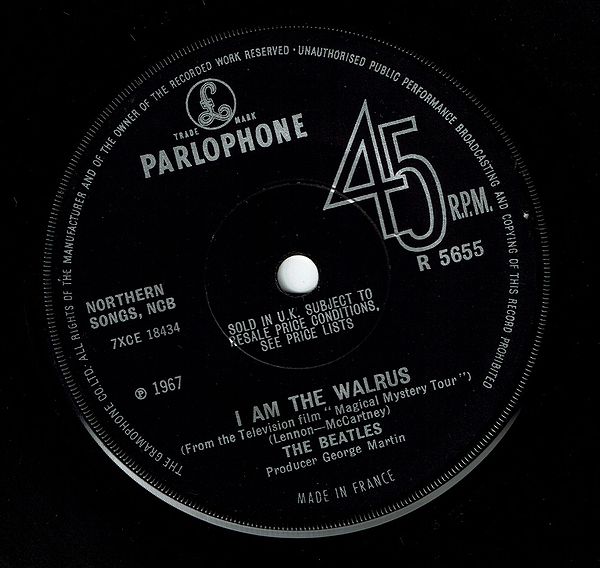 THE GRAMOPHONE CO LTD. ALL RIGHTS OF THE MANUFACTURER AND OF THE OWNER OF THE RECORDED WORK RESERVED · UNAUTHORISED PUBLIC PERFORMANCE BROADCASTING AND COPYING OF THIS RECORD PROHIBITED
£
TRADE MARK
PARLOPHONE
45 R.P.M.
R 5655
NORTHERN
SONGS, NCB
7XCE 18434
SOLD IN U.K. SUBJECT TO
RESALE PRICE CONDITIONS,
SEE PRICE LISTS
℗ 1967
I AM THE WALRUS
(From the Television film "Magical Mystery Tour")
(Lennon—McCartney)
THE BEATLES
Producer George Martin
MADE IN FRANCE